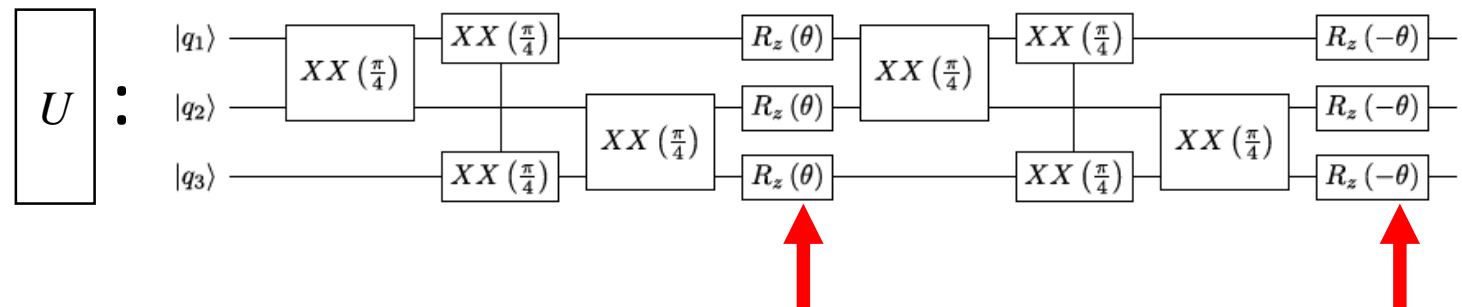 U :
|q₁⟩ XX(π/4) XX(π/4) R_z(θ) XX(π/4) XX(π/4) R_z(−θ)
|q₂⟩ XX(π/4) R_z(θ) XX(π/4) R_z(−θ)
|q₃⟩ XX(π/4) R_z(θ) XX(π/4) R_z(−θ)